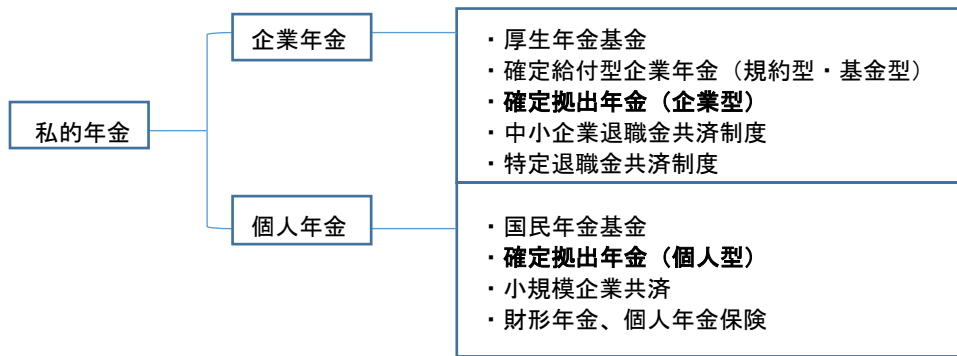 私的年金
企業年金
・厚生年金基金
・確定給付型企業年金（規約型・基金型）
・確定拠出年金（企業型）
・中小企業退職金共済制度
・特定退職金共済制度
個人年金
・国民年金基金
・確定拠出年金（個人型）
・小規模企業共済
・財形年金、個人年金保険